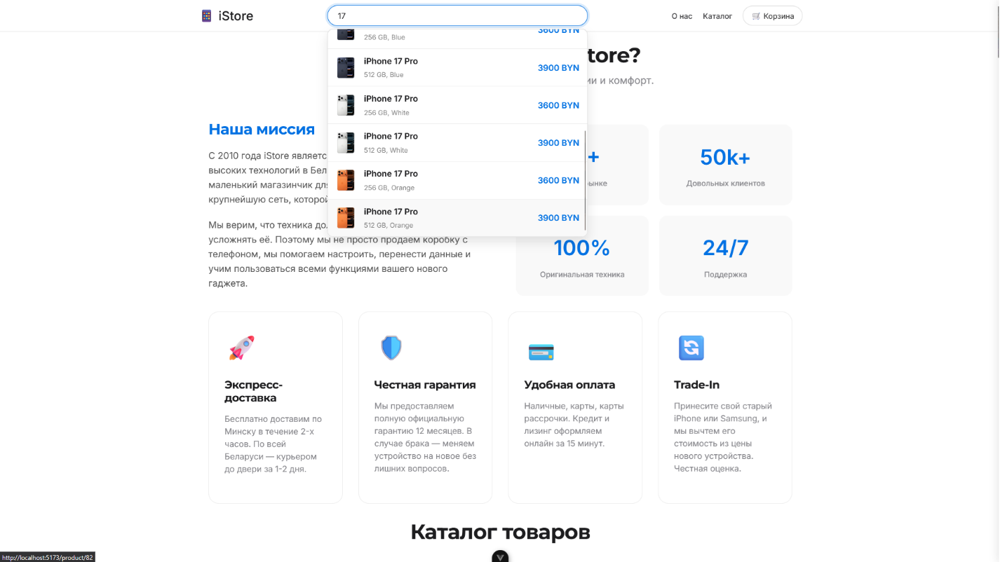 iStore
17
О нас
Каталог
Корзина
256 GB, Blue
3600 BYN
iPhone 17 Pro
512 GB, Blue
3900 BYN
iPhone 17 Pro
256 GB, White
3600 BYN
iPhone 17 Pro
512 GB, White
3900 BYN
iPhone 17 Pro
256 GB, Orange
3600 BYN
iPhone 17 Pro
512 GB, Orange
3900 BYN
tore?
и комфорт.
Наша миссия
С 2010 года iStore являетс
высоких технологий в Бел
маленький магазинчик для
крупнейшую сеть, которой
Мы верим, что техника дол
усложнять её. Поэтому мы не просто продаем коробку с
телефоном, мы помогаем настроить, перенести данные и
учим пользоваться всеми функциями вашего нового
гаджета.
+
ынке
50k+
Довольных клиентов
100%
Оригинальная техника
24/7
Поддержка
Экспресс-
доставка
Бесплатно доставим по
Минску в течение 2-х
часов. По всей
Беларуси — курьером
до двери за 1-2 дня.
Честная гарантия
Мы предоставляем
полную официальную
гарантию 12 месяцев. В
случае брака — меняем
устройство на новое без
лишних вопросов.
Удобная оплата
Наличные, карты, карты
рассрочки. Кредит и
лизинг оформляем
онлайн за 15 минут.
Trade-In
Принесите свой старый
iPhone или Samsung, и
мы вычтем его
стоимость из цены
нового устройства.
Честная оценка.
Каталог товаров
http://localhost:5173/product/82